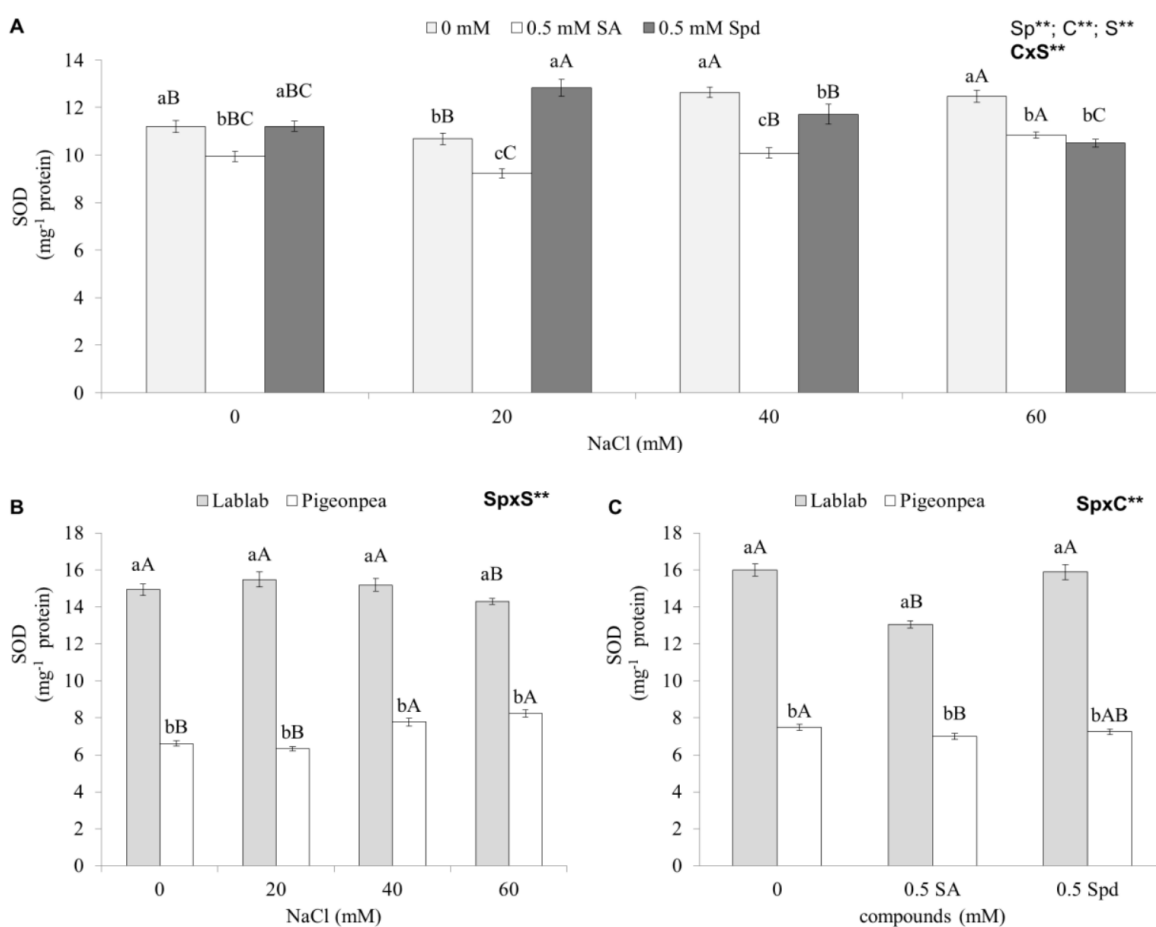 A
0 mM 0.5 mM SA 0.5 mM Spd
Sp**; C**; S**
CxS**
SOD
(mg⁻¹ protein)
14
12
10
8
6
4
2
0
aB bBC aBC
bB cC aA
aA cB bB
aA bA bC
0 20 40 60
NaCl (mM)
B
Lablab Pigeonpea
SpxS**
SOD
(mg⁻¹ protein)
18
16
14
12
10
8
6
4
2
0
aA bB
aA bB
aA bA
aB bA
0 20 40 60
NaCl (mM)
C
Lablab Pigeonpea
SpxC**
SOD
(mg⁻¹ protein)
18
16
14
12
10
8
6
4
2
0
aA bA
aB bB
aA bAB
0 0.5 SA 0.5 Spd
compounds (mM)